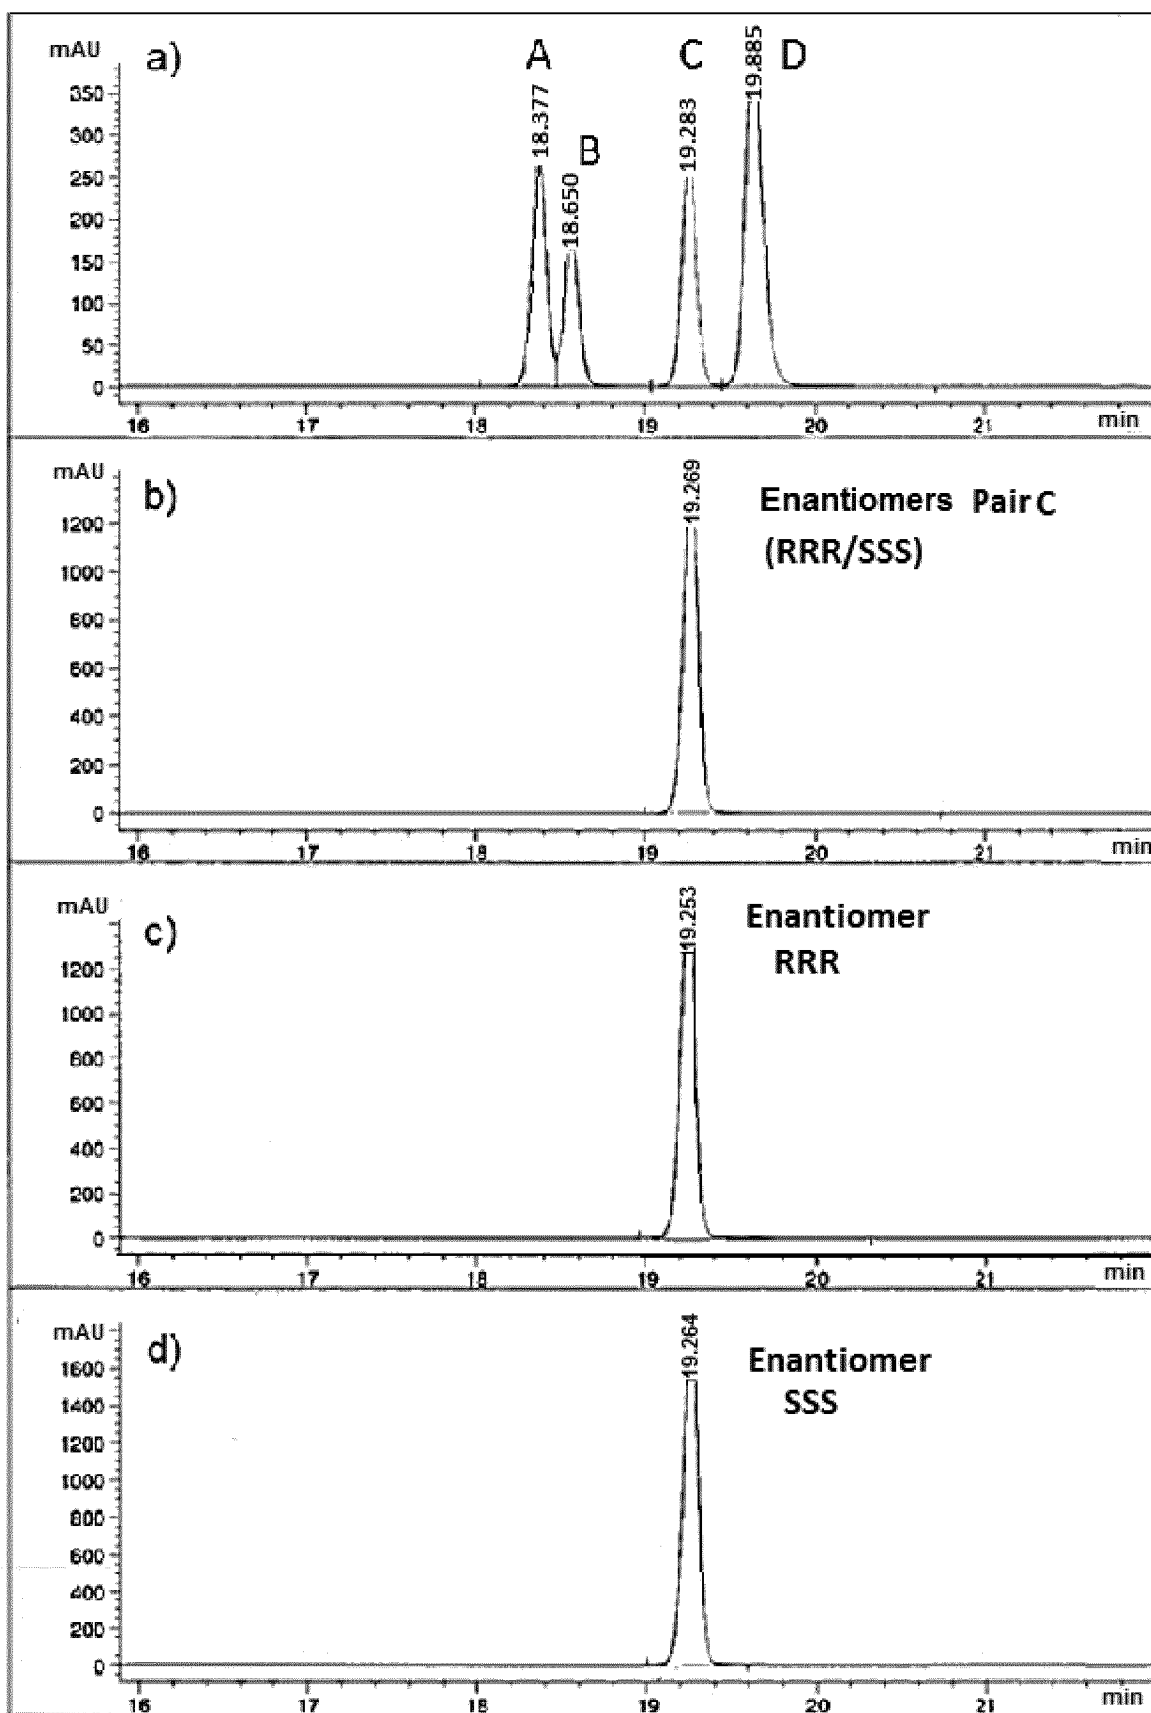 mAU
a)
A
B
C
D
18.377
18.650
19.283
19.885
350
300
250
200
150
100
50
0
16 17 18 19 20 21 min
mAU
b)
19.269
Enantiomers Pair C
(RRR/SSS)
1200
1000
800
600
400
200
0
16 17 18 19 20 21 min
mAU
c)
19.253
Enantiomer
RRR
1200
1000
800
600
400
200
0
16 17 18 19 20 21 min
mAU
d)
19.264
Enantiomer
SSS
1600
1400
1200
1000
800
600
400
200
0
16 17 18 19 20 21 min